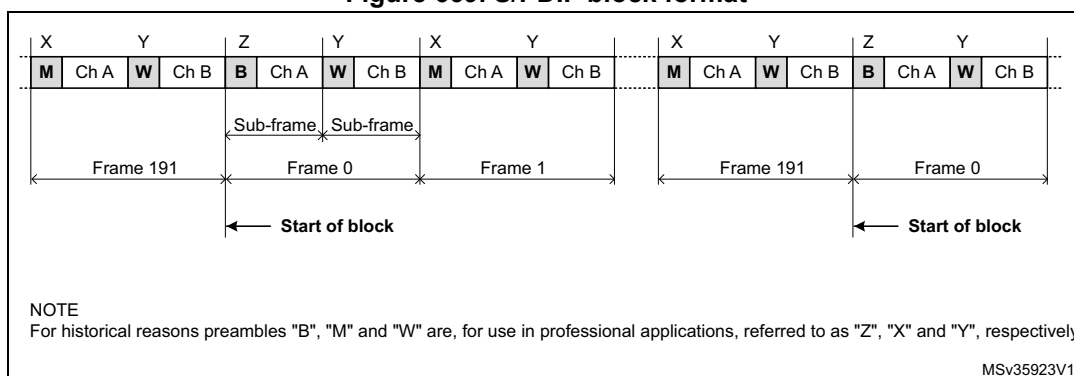 X Y Z Y X Y X Y Z Y
M Ch A W Ch B B Ch A W Ch B M Ch A W Ch B M Ch A W Ch B B Ch A W Ch B
Sub-frame Sub-frame
Frame 191 Frame 0 Frame 1 Frame 191 Frame 0
Start of block Start of block
NOTE
For historical reasons preambles "B", "M" and "W" are, for use in professional applications, referred to as "Z", "X" and "Y", respectively
MSv35923V1